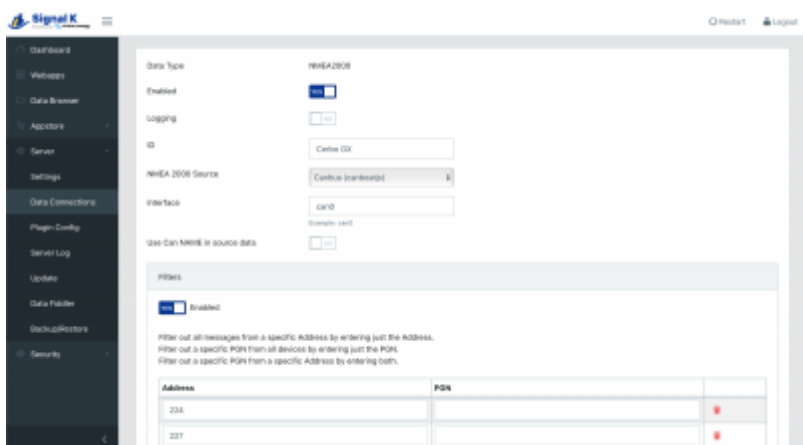 Signal K
Restart
Logout
Dashboard
Webapps
Data Browser
Appstore
Server
Settings
Data Connections
Plugin Config
Server Log
Update
Data Fiddler
Backup/Restore
Security
Data Type NMEA2000
Enabled YES
Logging NO
ID Cerbo GX
NMEA 2000 Source Canbus (canboatjs)
Interface can0
Example: can0
Use Can NAME in source data NO
Filters
YES Enabled
Filter out all messages from a specific Address by entering just the Address.
Filter out a specific PGN from all devices by entering just the PGN.
Filter out a specific PGN from a specific Address by entering both.
Address PGN
224
227